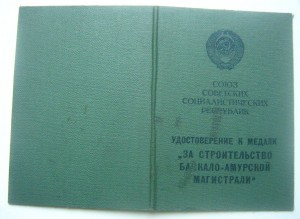 СОЮЗ
СОВЕТСКИХ
СОЦИАЛИСТИЧЕСКИХ
РЕСПУБЛИК
УДОСТОВЕРЕНИЕ К МЕДАЛИ
„ЗА СТРОИТЕЛЬСТВО
БАЙКАЛО-АМУРСКОЙ
МАГИСТРАЛИ“